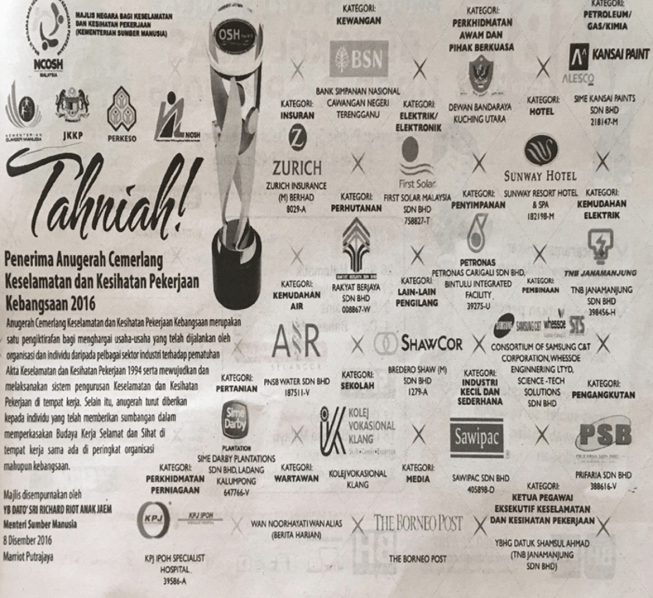 MAJLIS NEGARA BAGI KESELAMATAN
DAN KESIHATAN PEKERJAAN
(KEMENTERIAN SUMBER MANUSIA)
NCOSH
MALAYSIA
JKKP
PERKESO
NIOSH
OSH
Tahniah!
Penerima Anugerah Cemerlang
Keselamatan dan Kesihatan Pekerjaan
Kebangsaan 2016
Anugerah Cemerlang Keselamatan dan Kesihatan Pekerjaan Kebangsaan merupakan
satu pengiktirafan bagi menghargai usaha-usaha yang telah dijalankan oleh
organisasi dan individu daripada pelbagai sektor industri terhadap pematuhan
Akta Keselamatan dan Kesihatan Pekerjaan 1994 serta mewujudkan dan
melaksanakan sistem pengurusan Keselamatan dan Kesihatan
Pekerjaan di tempat kerja. Selain itu, anugerah turut diberikan
kepada individu yang telah memberikan sumbangan dalam
memperkasakan Budaya Kerja Selamat dan Sihat di
tempat kerja sama ada di peringkat organisasi
mahupun kebangsaan.
Majlis disempurnakan oleh
YB DATO' SRI RICHARD RIOT ANAK JAEM
Menteri Sumber Manusia
8 Disember 2016
Marriot Putrajaya
KATEGORI:
KEWANGAN
BSN
BANK SIMPANAN NASIONAL
CAWANGAN NEGERI
TERENGGANU
KATEGORI:
PERKHIDMATAN
AWAM DAN
PIHAK BERKUASA
DEWAN BANDARAYA
KUCHING UTARA
KATEGORI:
PETROLEUM/
GAS/KIMIA
ALESCO
KANSAI PAINT
SIME KANSAI PAINTS
SDN BHD
218147-M
KATEGORI:
INSURAN
ZURICH
ZURICH INSURANCE
(M) BERHAD
8029-A
KATEGORI:
ELEKTRIK/
ELEKTRONIK
First Solar
FIRST SOLAR MALAYSIA
SDN BHD
758827-T
KATEGORI:
HOTEL
SUNWAY HOTEL
SUNWAY RESORT HOTEL
& SPA
182198-M
KATEGORI:
PERHUTANAN
RAKYAT BERJAYA
SDN BHD
008867-W
KATEGORI:
PENYIMPANAN
PETRONAS
PETRONAS CARIGALI SDN BHD,
BINTULU INTEGRATED
FACILITY
39275-U
KATEGORI:
KEMUDAHAN
ELEKTRIK
TNB JANAMANJUNG
TNB JANAMANJUNG
SDN BHD
398456-H
KATEGORI:
KEMUDAHAN
AIR
AIR
SELANGOR
PNSB WATER SDN BHD
187511-V
KATEGORI:
LAIN-LAIN
PENGILANG
SHAWCOR
BREDERO SHAW (M)
SDN BHD
1279-A
KATEGORI:
PEMBINAAN
SAMSUNG C&T
whessoe
STS
CONSORTIUM OF SAMSUNG C&T
CORPORATION,WHESSOE
ENGINNERING LTYD,
SCIENCE -TECH
SOLUTIONS
SDN BHD
KATEGORI:
PERTANIAN
Sime
Darby
PLANTATION
SIME DARBY PLANTATIONS
SDN BHD,LADANG
KALUMPONG
647766-V
KATEGORI:
SEKOLAH
KOLEJ
VOKASIONAL
KLANG
KOLEJ VOKASIONAL
KLANG
KATEGORI:
INDUSTRI
KECIL DAN
SEDERHANA
Sawipac
SAWIPAC SDN BHD
405898-D
KATEGORI:
PENGANGKUTAN
PSB
PRIFARIA SDN BHD
388616-V
KATEGORI:
PERKHIDMATAN
PERNIAGAAN
KPJ
KPJ IPOH
KPJ IPOH SPECIALIST
HOSPITAL
39586-A
KATEGORI:
WARTAWAN
WAN NOORHAYATI WAN ALIAS
(BERITA HARIAN)
KATEGORI:
MEDIA
THE BORNEO POST
THE BORNEO POST
KATEGORI:
KETUA PEGAWAI
EKSEKUTIF KESELAMATAN
DAN KESIHATAN PEKERJAAN
YBHG DATUK SHAMSUL AHMAD
(TNB JANAMANJUNG
SDN BHD)